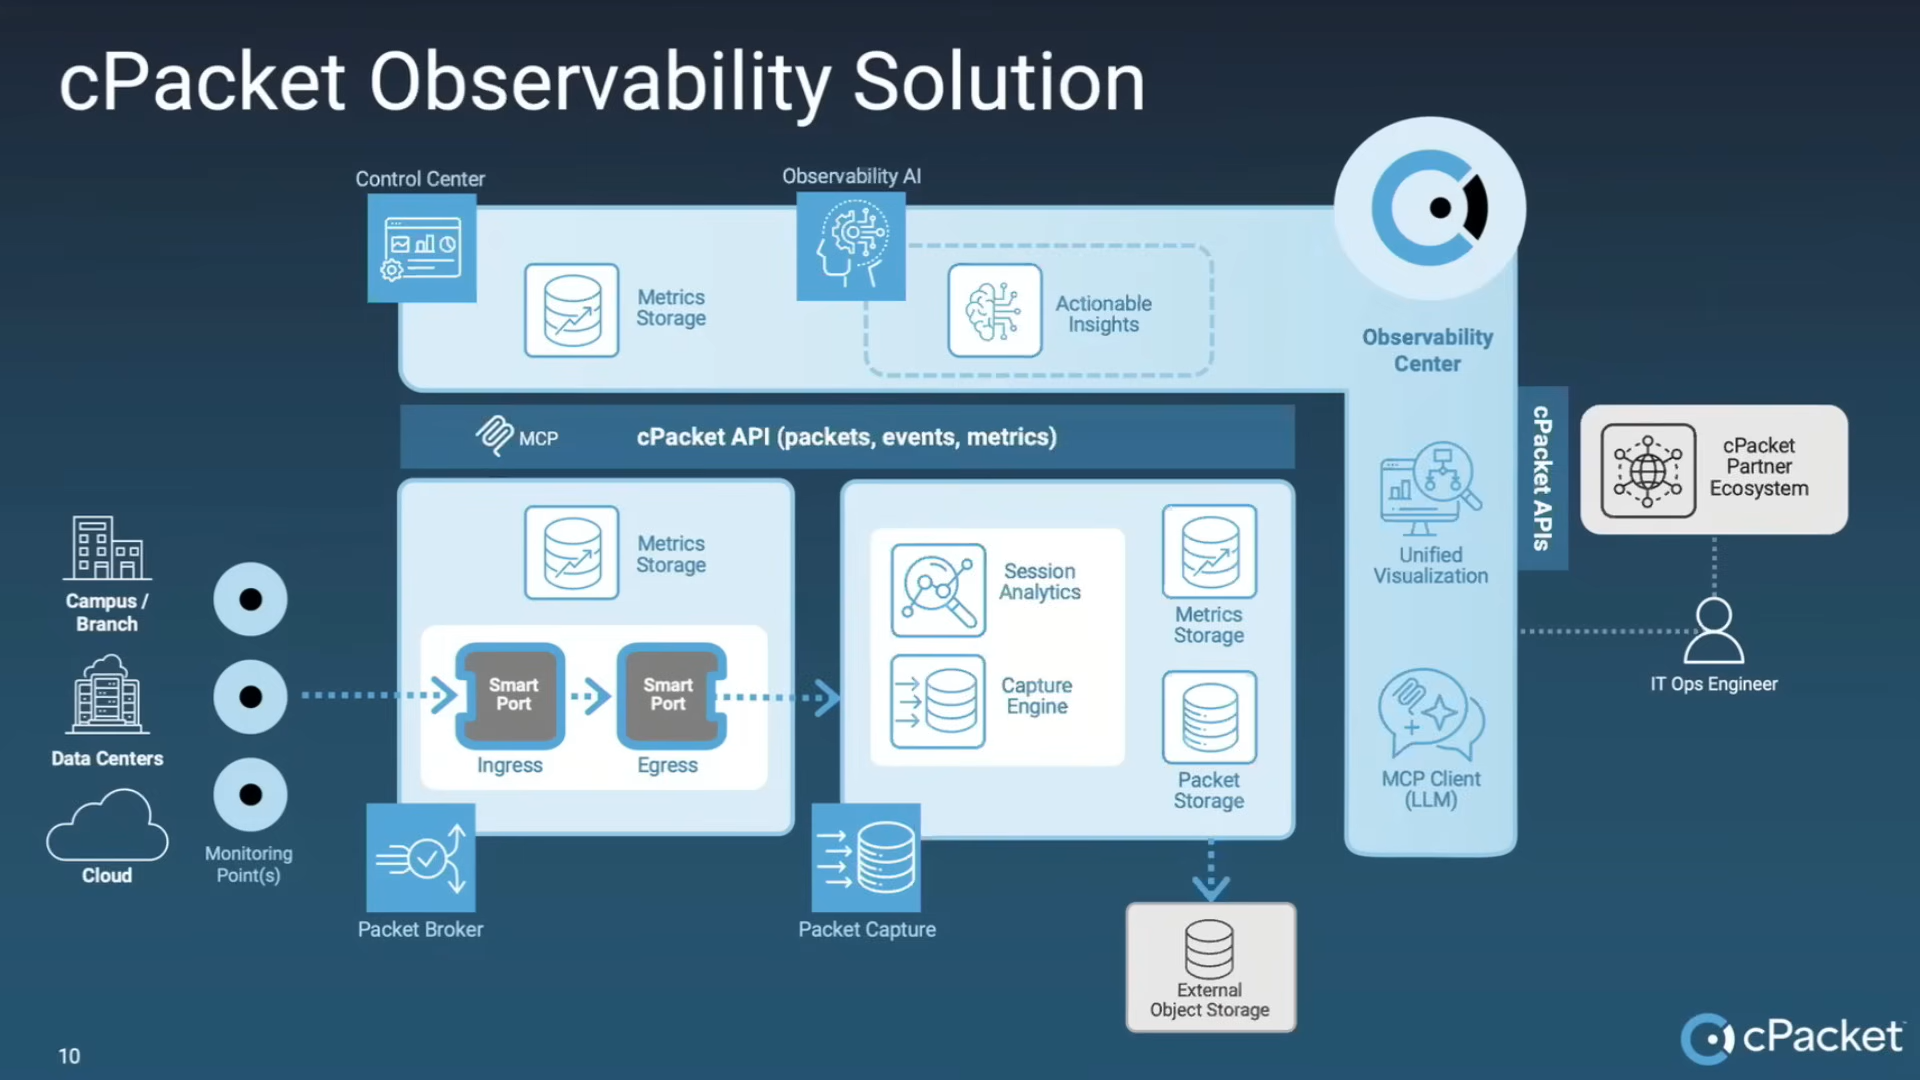 cPacket Observability Solution
Control Center
Observability AI
Metrics
Storage
Actionable
Insights
Observability
Center
MCP
cPacket API (packets, events, metrics)
cPacket APIs
cPacket
Partner
Ecosystem
Unified
Visualization
MCP Client
(LLM)
IT Ops Engineer
Campus /
Branch
Data Centers
Cloud
Monitoring
Point(s)
Metrics
Storage
Smart
Port
Ingress
Smart
Port
Egress
Packet Broker
Session
Analytics
Capture
Engine
Metrics
Storage
Packet
Storage
Packet Capture
External
Object Storage
10
cPacket